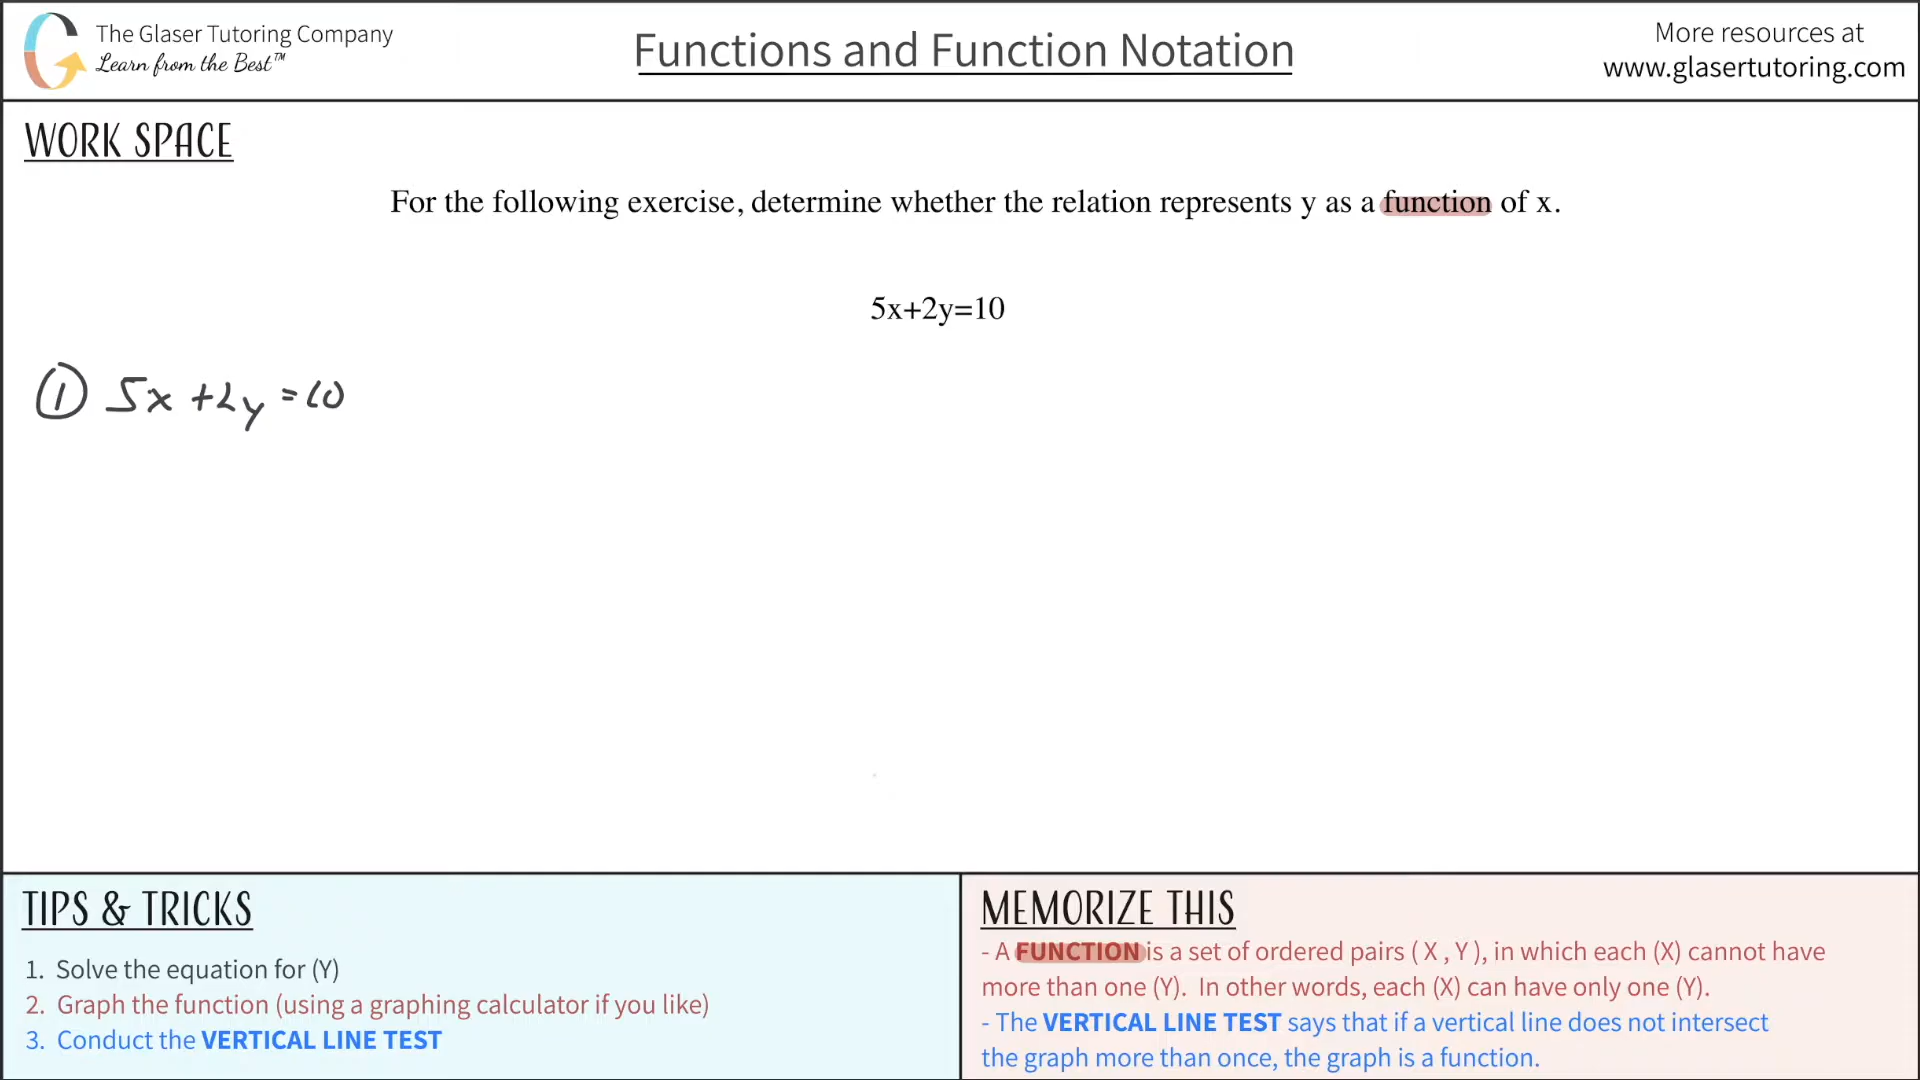 The Glaser Tutoring Company
Learn from the Best™
Functions and Function Notation
More resources at
www.glasertutoring.com
WORK SPACE
For the following exercise, determine whether the relation represents y as a function of x.
5x+2y=10
① 5x +2y =10
TIPS & TRICKS
1. Solve the equation for (Y)
2. Graph the function (using a graphing calculator if you like)
3. Conduct the VERTICAL LINE TEST
MEMORIZE THIS
- A FUNCTION is a set of ordered pairs ( X , Y ), in which each (X) cannot have
more than one (Y). In other words, each (X) can have only one (Y).
- The VERTICAL LINE TEST says that if a vertical line does not intersect
the graph more than once, the graph is a function.